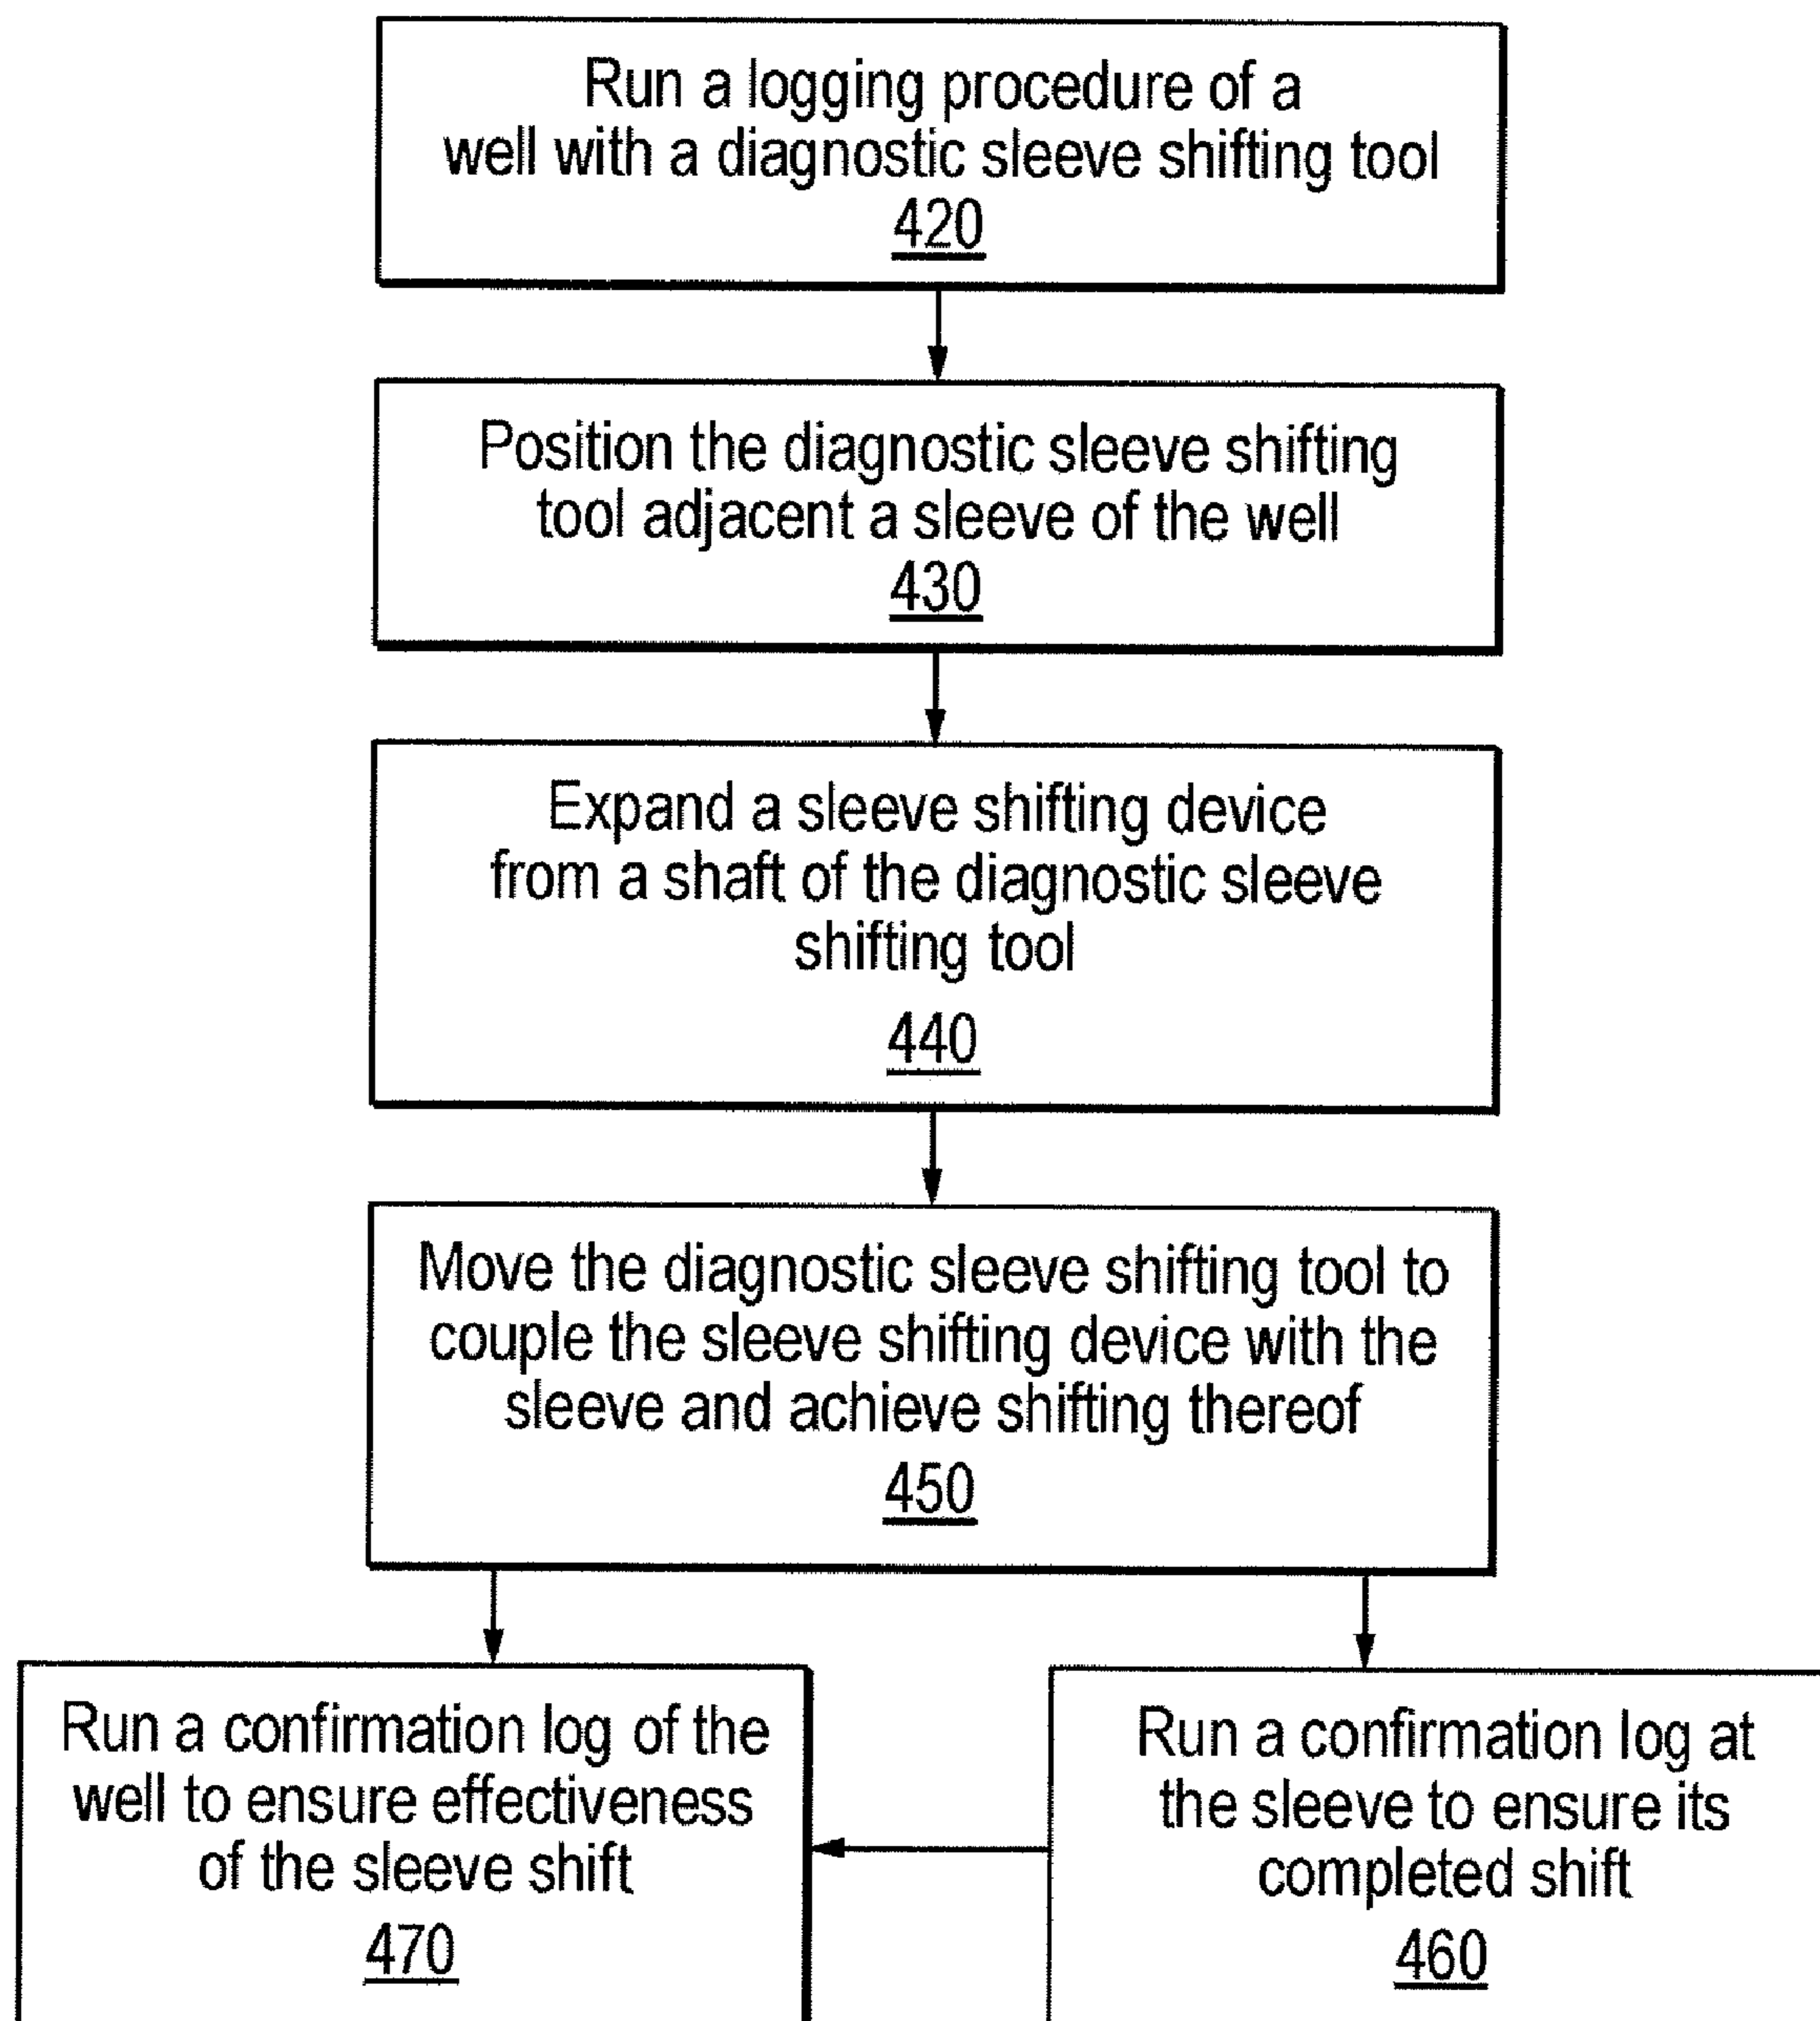 Run a logging procedure of a
well with a diagnostic sleeve shifting tool
420
Position the diagnostic sleeve shifting
tool adjacent a sleeve of the well
430
Expand a sleeve shifting device
from a shaft of the diagnostic sleeve
shifting tool
440
Move the diagnostic sleeve shifting tool to
couple the sleeve shifting device with the
sleeve and achieve shifting thereof
450
Run a confirmation log of the
well to ensure effectiveness
of the sleeve shift
470
Run a confirmation log at
the sleeve to ensure its
completed shift
460